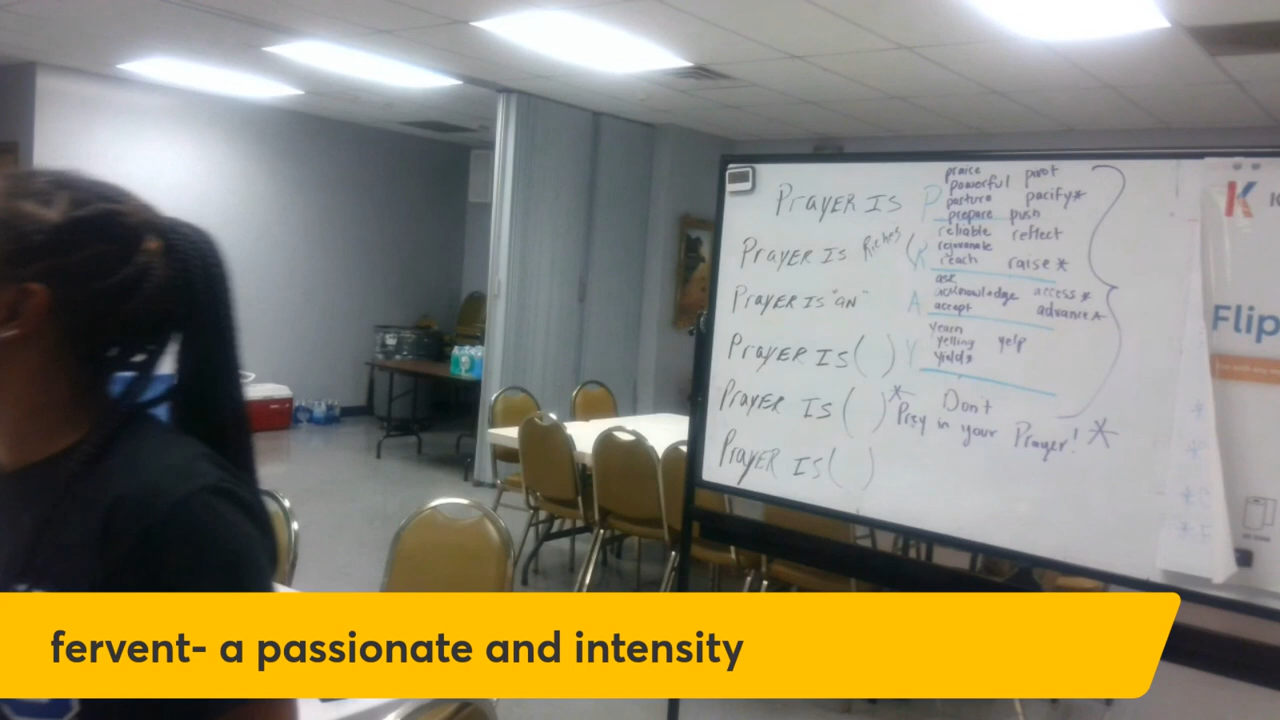 PRAYER IS P
praise pivot
powerful
posture pacify*
prepare push
PRAYER IS Riches (R
reliable reflect
rejuvenate
reach raise*
PRAYER IS "AN" A
ask
acknowledge access*
accept advance*
PRAYER IS ( ) Y
yearn
yelling yelp
yield*
PRAYER IS ( )
* Don't
Prey in your Prayer! *
PRAYER IS ( )
K
Flip
fervent- a passionate and intensity